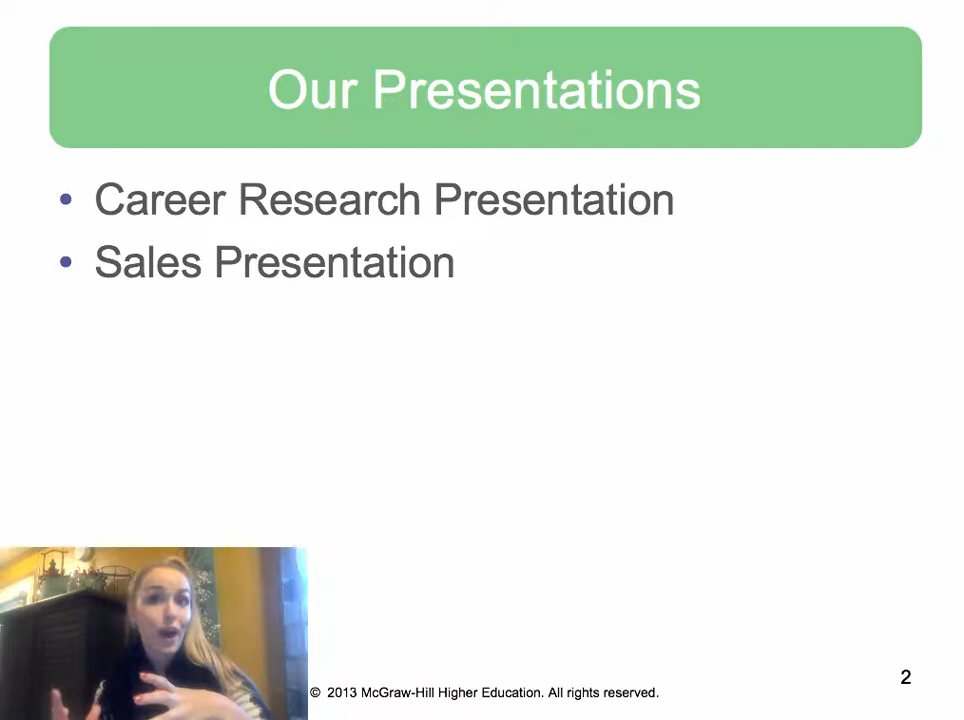 Our Presentations
• Career Research Presentation
• Sales Presentation
© 2013 McGraw-Hill Higher Education. All rights reserved.
2